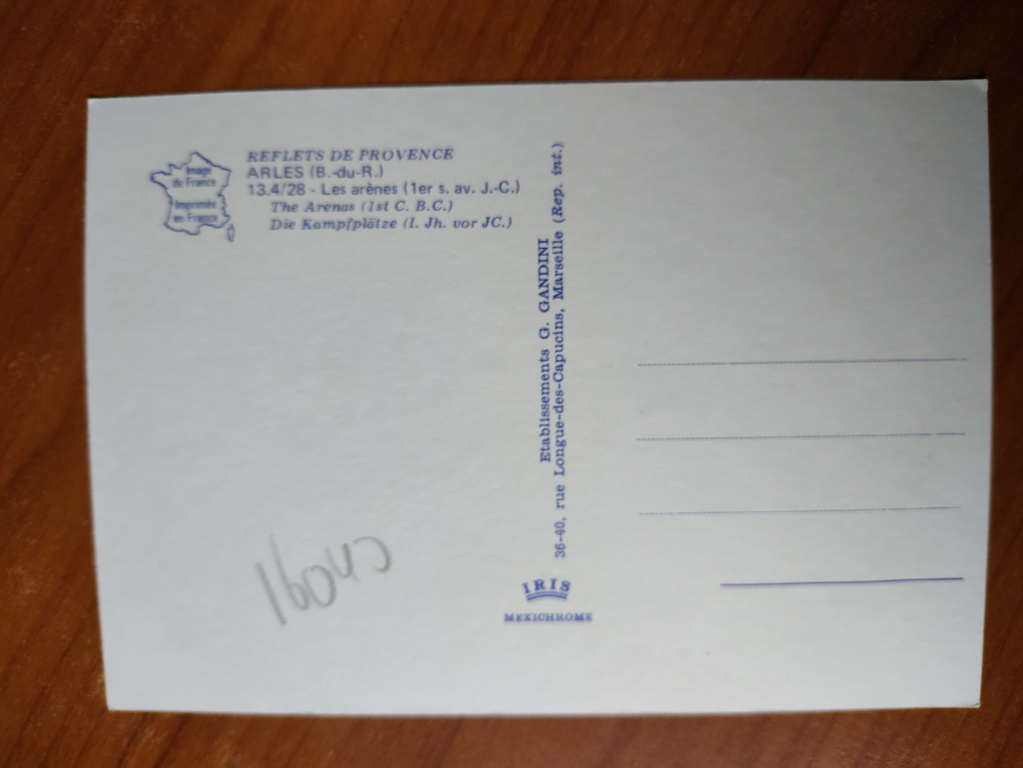 Image
de France
Imprimée
en France
REFLETS DE PROVENCE
ARLES (B.-du-R.)
13.4/28 - Les arènes (1er s. av. J.-C.)
The Arenas (1st C. B.C.)
Die Kampfplätze (I. Jh. vor JC.)
Etablissements G. GANDINI
36-40, rue Longue-des-Capucins, Marseille (Rep. int.)
IRIS
MEXICHROME